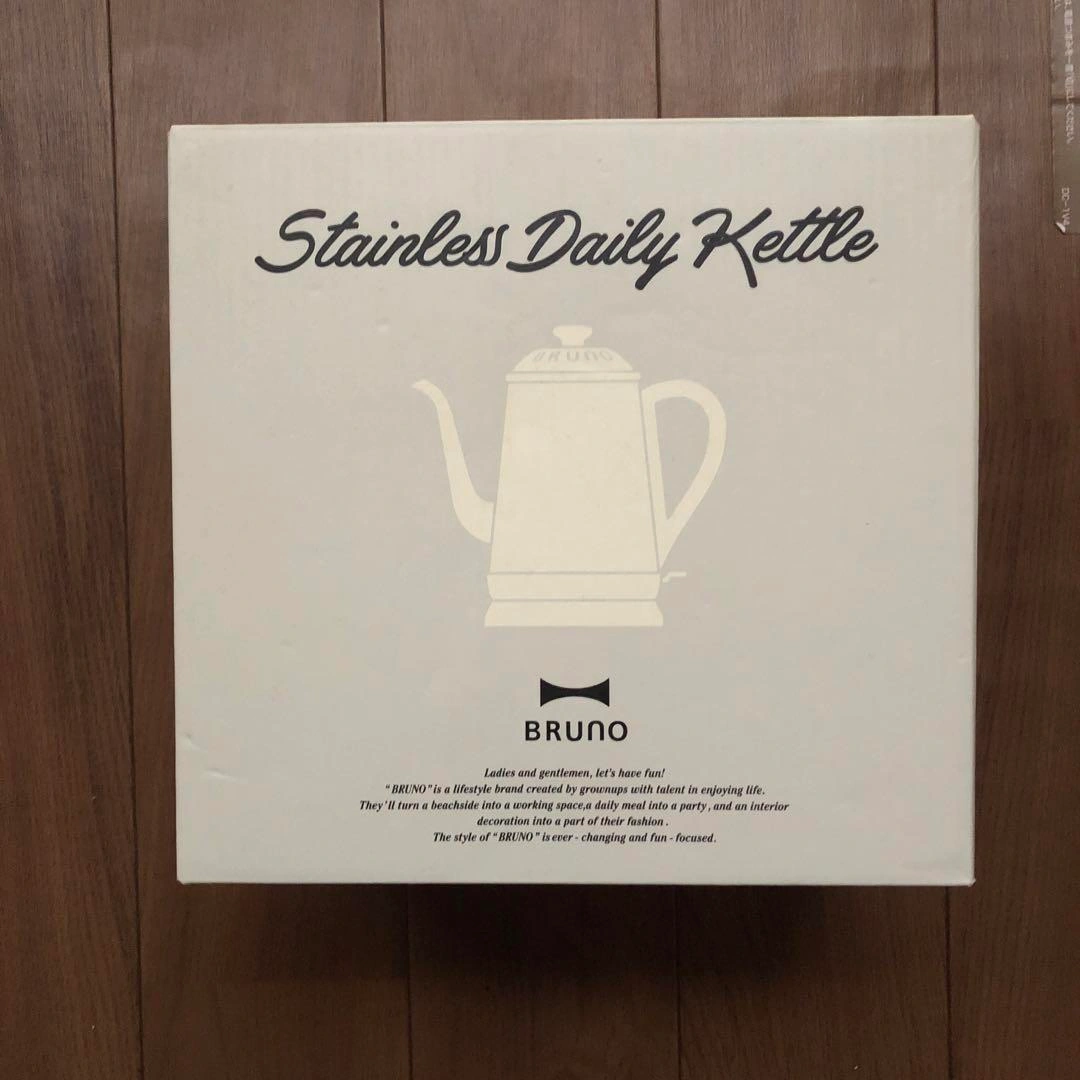 Stainless Daily Kettle
BRUNO
BRUNO
Ladies and gentlemen, let's have fun!
"BRUNO" is a lifestyle brand created by grownups with talent in enjoying life.
They'll turn a beachside into a working space,a daily meal into a party, and an interior
decoration into a part of their fashion.
The style of "BRUNO" is ever - changing and fun - focused.